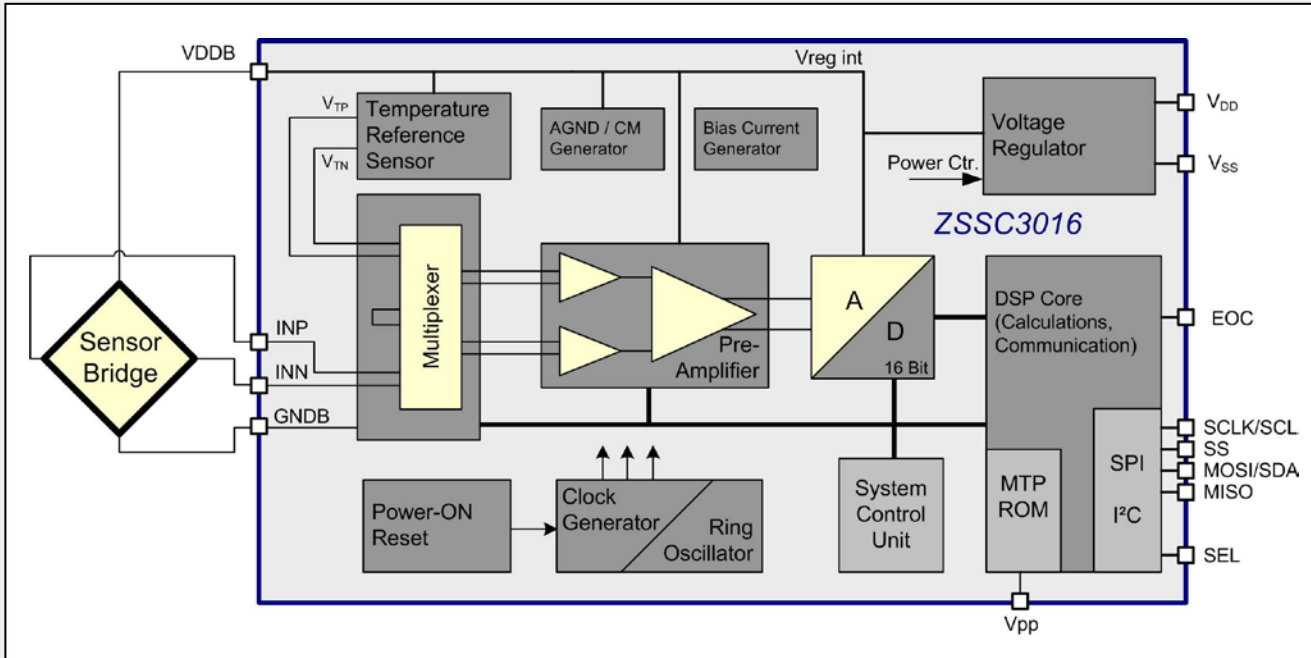 VDDB
Vreg int
VTP
Temperature
Reference
Sensor
VTN
AGND / CM
Generator
Bias Current
Generator
Voltage
Regulator
Power Ctr.
VDD
VSS
ZSSC3016
Sensor
Bridge
INP
INN
GNDB
Multiplexer
Pre-
Amplifier
A
D
16 Bit
DSP Core
(Calculations,
Communication)
EOC
SCLK/SCL
SS
MOSI/SDA
MISO
SEL
SPI
I²C
MTP
ROM
Vpp
Power-ON
Reset
Clock
Generator
Ring
Oscillator
System
Control
Unit